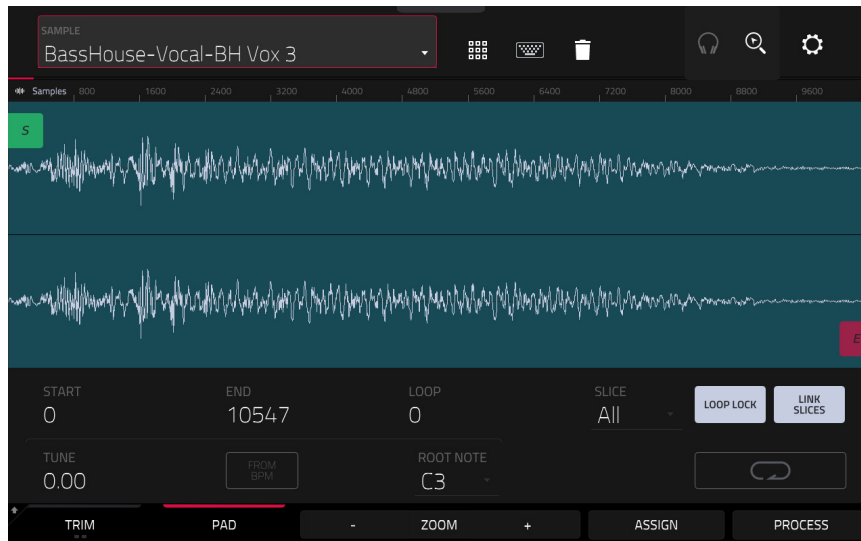 SAMPLE
BassHouse-Vocal-BH Vox 3
Samples 800 1600 2400 3200 4000 4800 5600 6400 7200 8000 8800 9600
S
E
START END LOOP SLICE
0 10547 0 All LOOP LOCK LINK SLICES
TUNE FROM BPM ROOT NOTE
0.00 C3
TRIM PAD - ZOOM + ASSIGN PROCESS